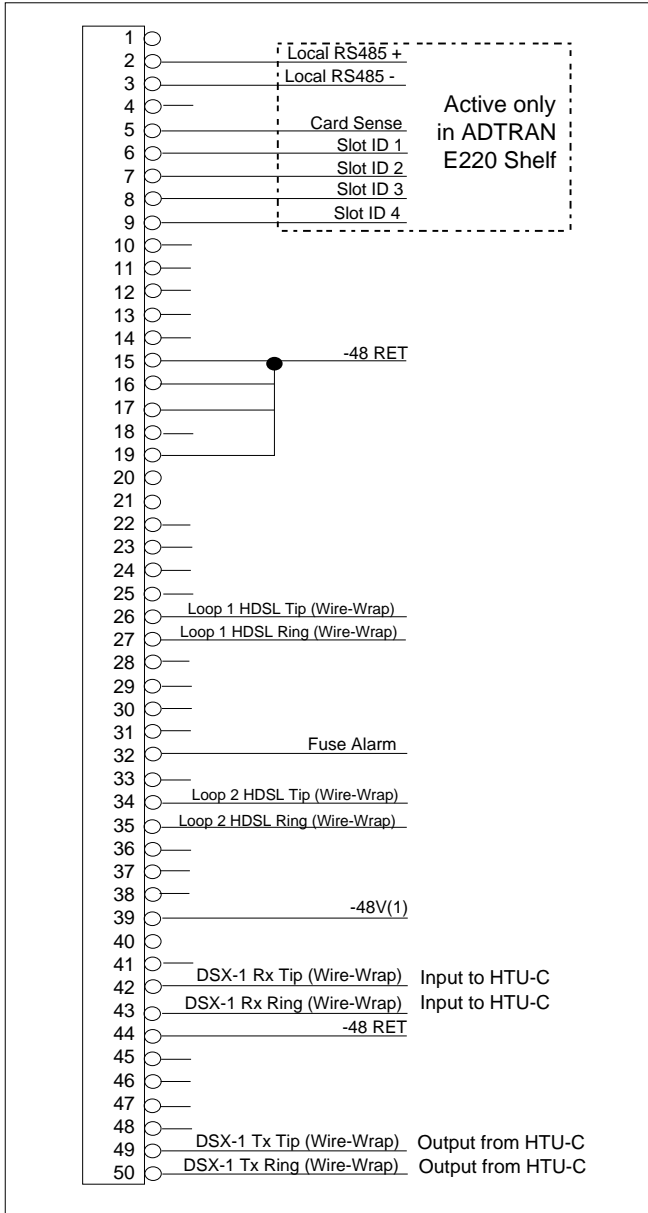 1
2 Local RS485 +
3 Local RS485 -
4
5 Card Sense
6 Slot ID 1
7 Slot ID 2
8 Slot ID 3
9 Slot ID 4
Active only
in ADTRAN
E220 Shelf
10
11
12
13
14
15 -48 RET
16
17
18
19
20
21
22
23
24
25
26 Loop 1 HDSL Tip (Wire-Wrap)
27 Loop 1 HDSL Ring (Wire-Wrap)
28
29
30
31
32 Fuse Alarm
33
34 Loop 2 HDSL Tip (Wire-Wrap)
35 Loop 2 HDSL Ring (Wire-Wrap)
36
37
38
39 -48V(1)
40
41
42 DSX-1 Rx Tip (Wire-Wrap) Input to HTU-C
43 DSX-1 Rx Ring (Wire-Wrap) Input to HTU-C
44 -48 RET
45
46
47
48
49 DSX-1 Tx Tip (Wire-Wrap) Output from HTU-C
50 DSX-1 Tx Ring (Wire-Wrap) Output from HTU-C